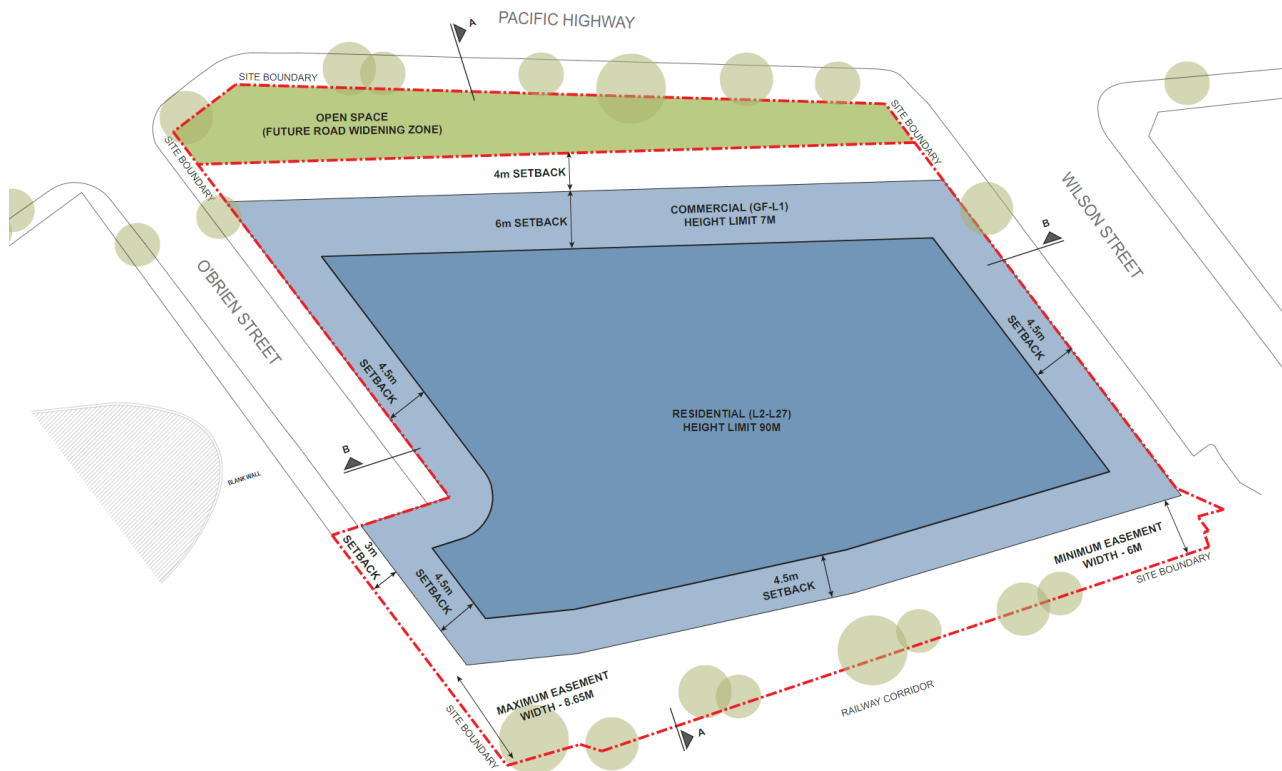 PACIFIC HIGHWAY
A
SITE BOUNDARY
OPEN SPACE
(FUTURE ROAD WIDENING ZONE)
SITE BOUNDARY
SITE BOUNDARY
4m SETBACK
6m SETBACK
COMMERCIAL (GF-L1)
HEIGHT LIMIT 7M
WILSON STREET
B
O'BRIEN STREET
4.5m
SETBACK
4.5m
SETBACK
RESIDENTIAL (L2-L27)
HEIGHT LIMIT 90M
B
BLANK WALL
3m
SETBACK
4.5m
SETBACK
4.5m
SETBACK
MINIMUM EASEMENT
WIDTH - 6M
SITE BOUNDARY
MAXIMUM EASEMENT
WIDTH - 8.65M
SITE BOUNDARY
RAILWAY CORRIDOR
A